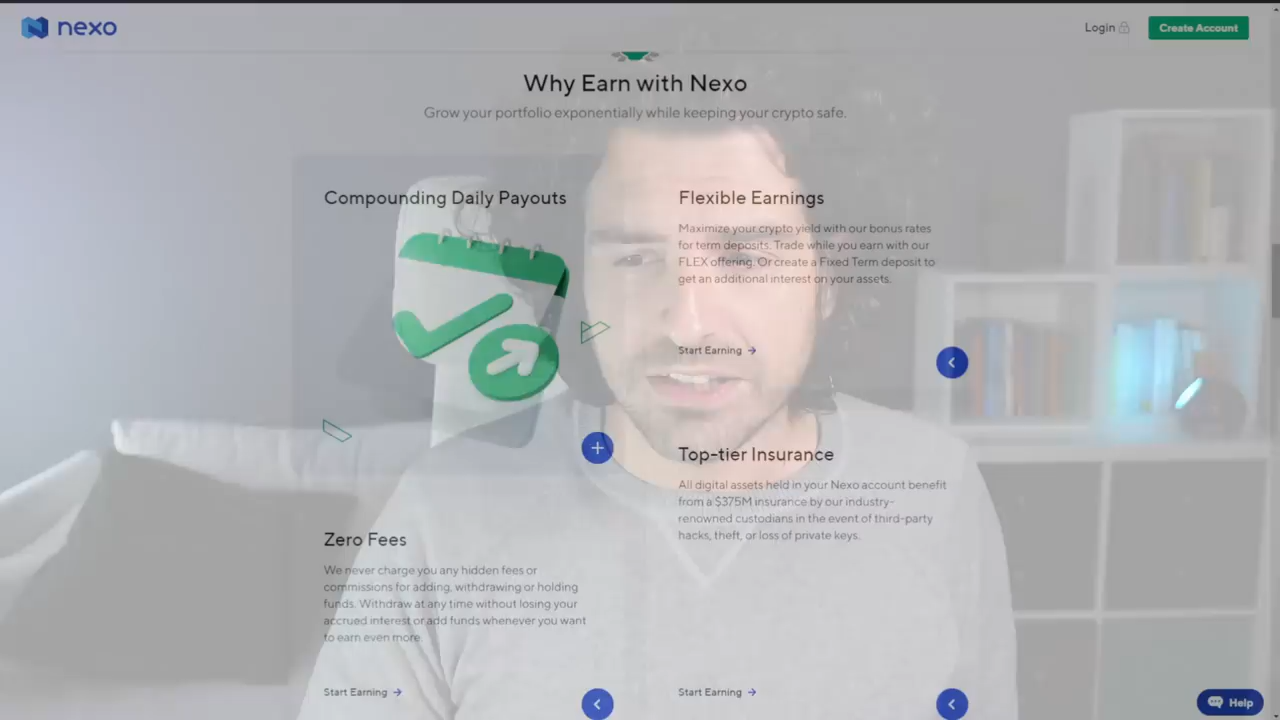 nexo
Login
Create Account
Why Earn with Nexo
Grow your portfolio exponentially while keeping your crypto safe.
Compounding Daily Payouts
Flexible Earnings
Maximize your crypto yield with our bonus rates
for term deposits. Trade while you earn with our
FLEX offering. Or create a Fixed Term deposit to
get an additional interest on your assets.
Start Earning →
Top-tier Insurance
All digital assets held in your Nexo account benefit
from a $375M insurance by our industry-
renowned custodians in the event of third-party
hacks, theft, or loss of private keys.
Zero Fees
We never charge you any hidden fees or
commissions for adding, withdrawing or holding
funds. Withdraw at any time without losing your
accrued interest or add funds whenever you want
to earn even more.
Start Earning →
Start Earning →
Help